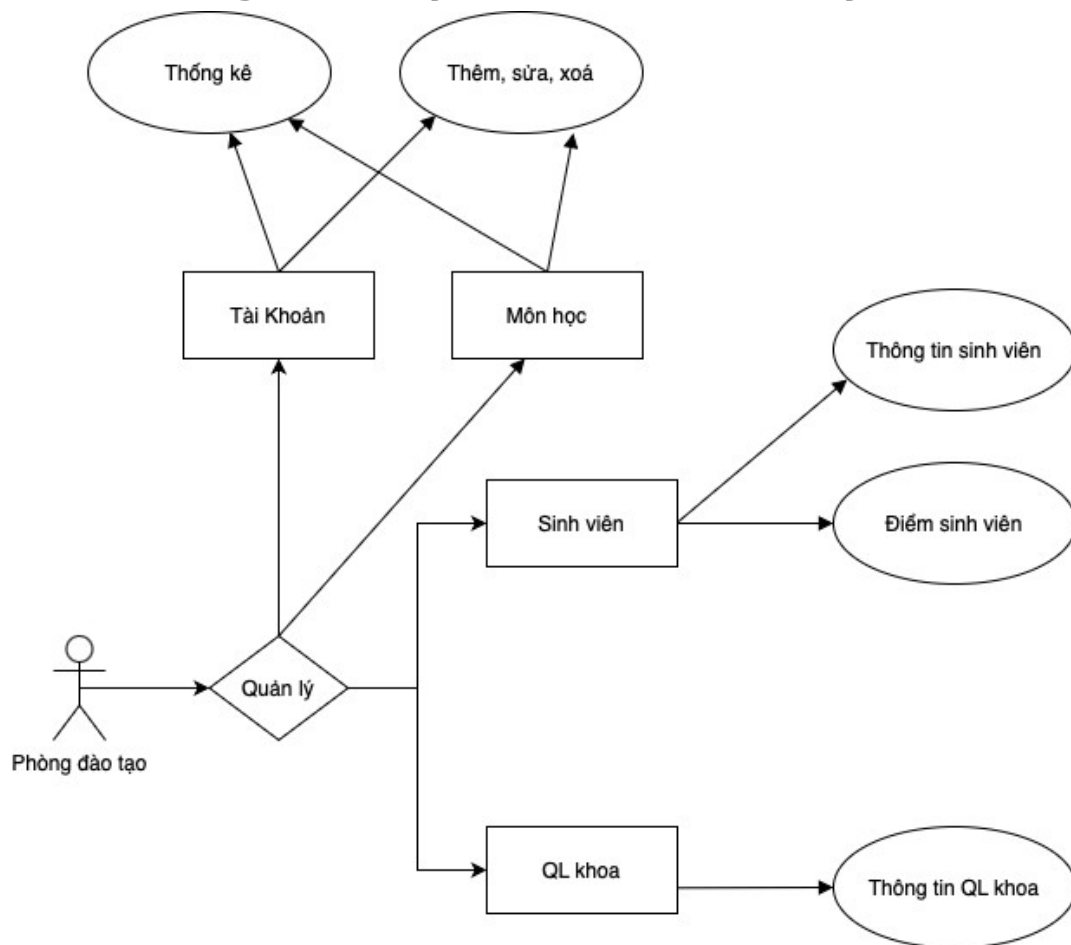 Thống kê
Thêm, sửa, xoá
Tài Khoản
Môn học
Thông tin sinh viên
Sinh viên
Điểm sinh viên
Quản lý
Phòng đào tạo
QL khoa
Thông tin QL khoa